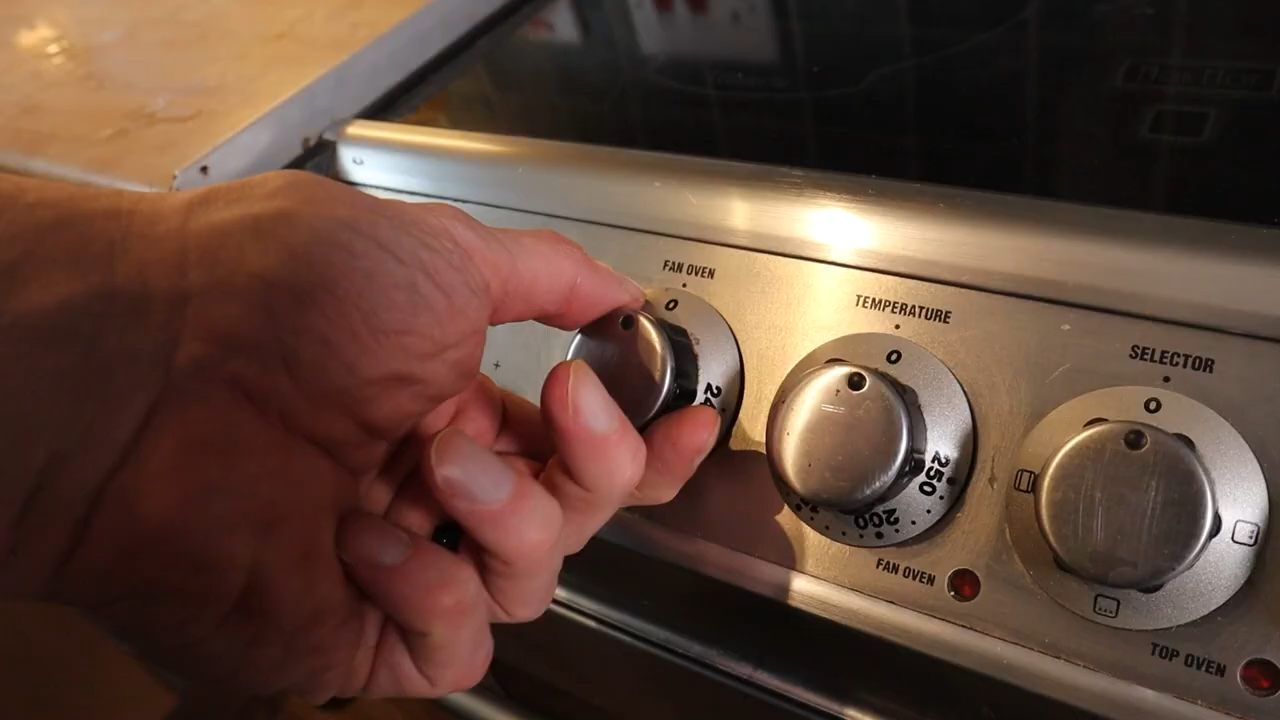 FAN OVEN
0
TEMPERATURE
0
250
200
SELECTOR
0
FAN OVEN
TOP OVEN